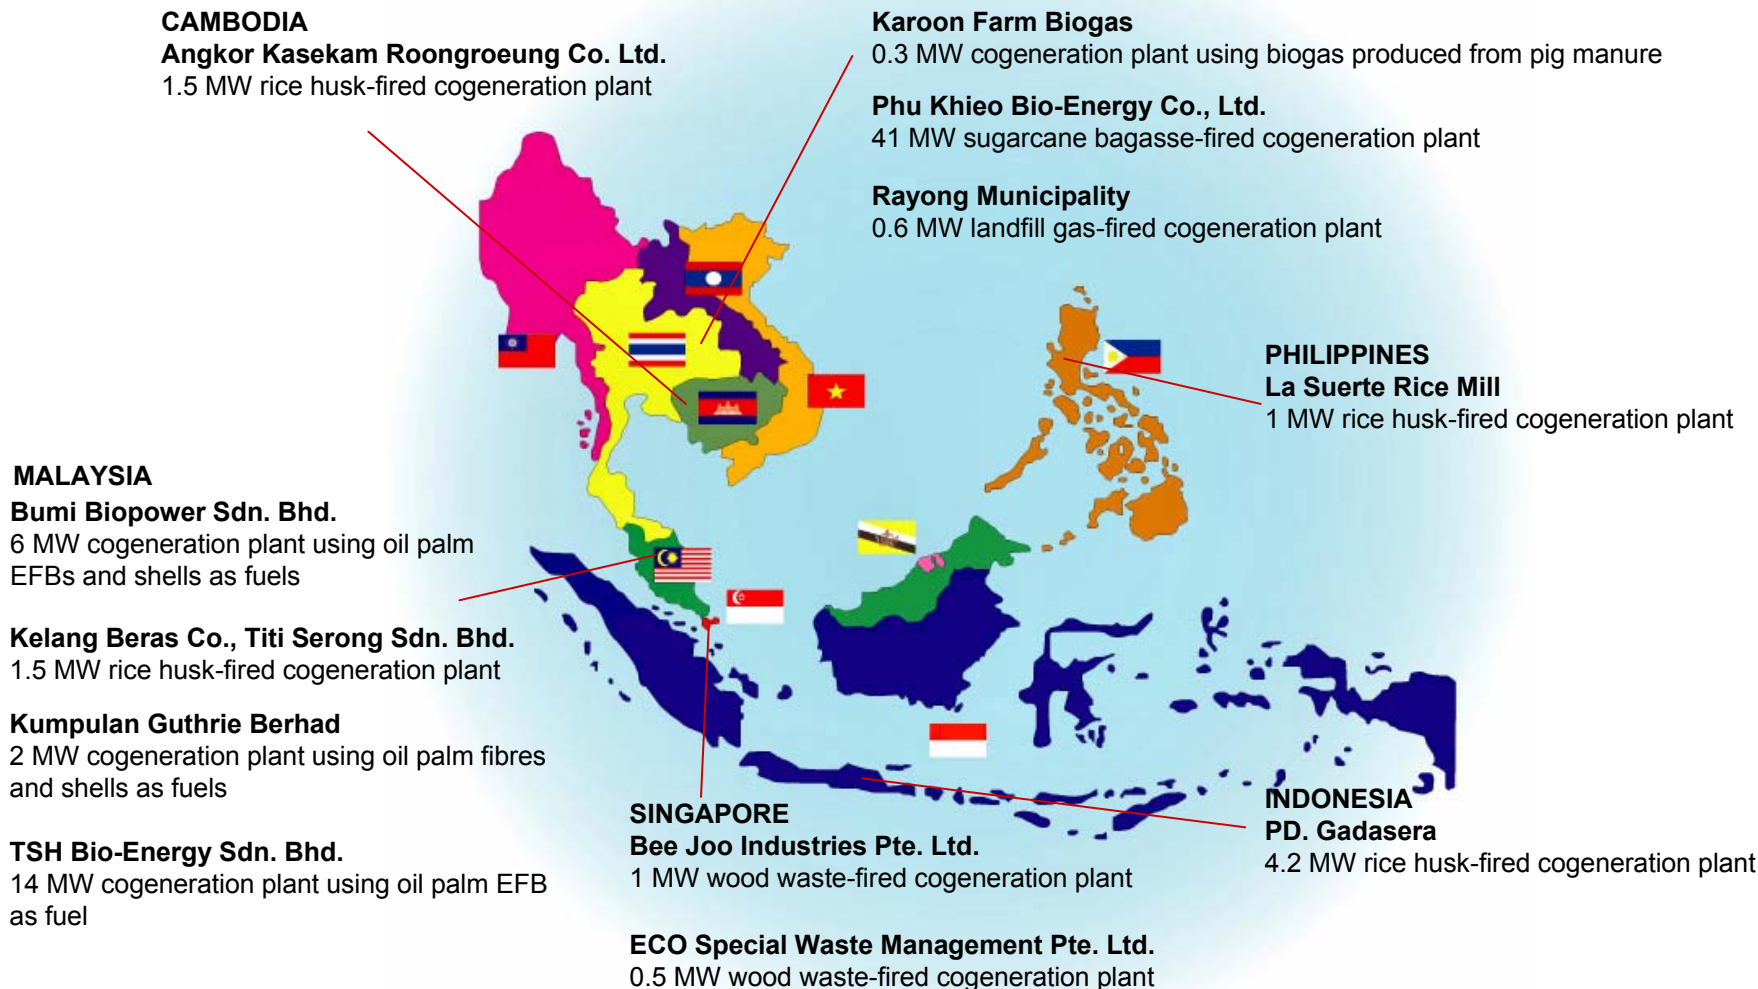 CAMBODIA
Angkor Kasekam Roongroeung Co. Ltd.
1.5 MW rice husk-fired cogeneration plant
Karoon Farm Biogas
0.3 MW cogeneration plant using biogas produced from pig manure
Phu Khieo Bio-Energy Co., Ltd.
41 MW sugarcane bagasse-fired cogeneration plant
Rayong Municipality
0.6 MW landfill gas-fired cogeneration plant
PHILIPPINES
La Suerte Rice Mill
1 MW rice husk-fired cogeneration plant
MALAYSIA
Bumi Biopower Sdn. Bhd.
6 MW cogeneration plant using oil palm
EFBs and shells as fuels
Kelang Beras Co., Titi Serong Sdn. Bhd.
1.5 MW rice husk-fired cogeneration plant
Kumpulan Guthrie Berhad
2 MW cogeneration plant using oil palm fibres
and shells as fuels
TSH Bio-Energy Sdn. Bhd.
14 MW cogeneration plant using oil palm EFB
as fuel
SINGAPORE
Bee Joo Industries Pte. Ltd.
1 MW wood waste-fired cogeneration plant
ECO Special Waste Management Pte. Ltd.
0.5 MW wood waste-fired cogeneration plant
INDONESIA
PD. Gadasera
4.2 MW rice husk-fired cogeneration plant